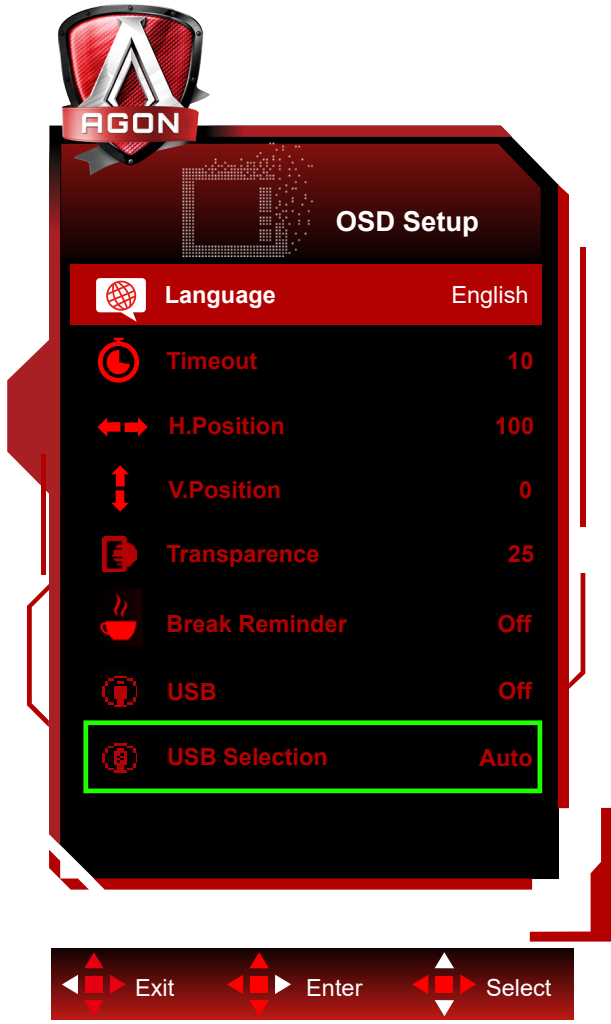 AGON
OSD Setup
Language English
Timeout 10
H.Position 100
V.Position 0
Transparence 25
Break Reminder Off
USB Off
USB Selection Auto
Exit Enter Select